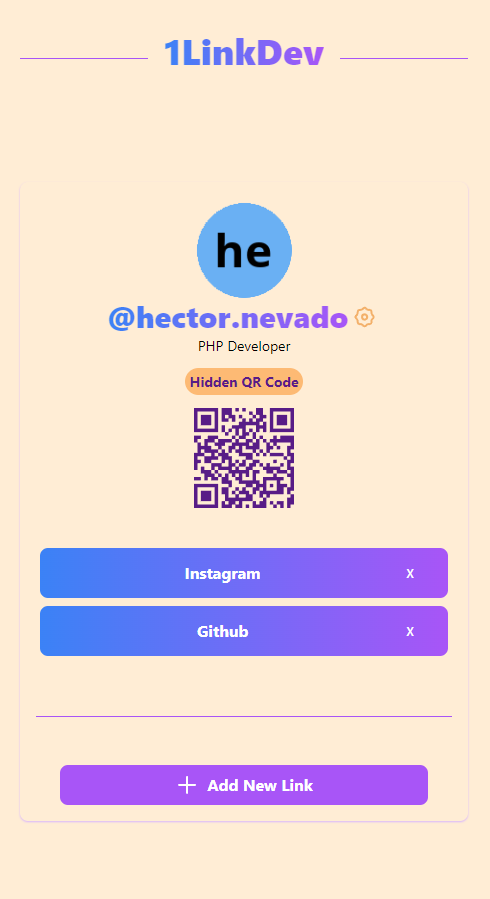 1LinkDev
he
@hector.nevado
PHP Developer
Hidden QR Code
Instagram x
Github x
Add New Link